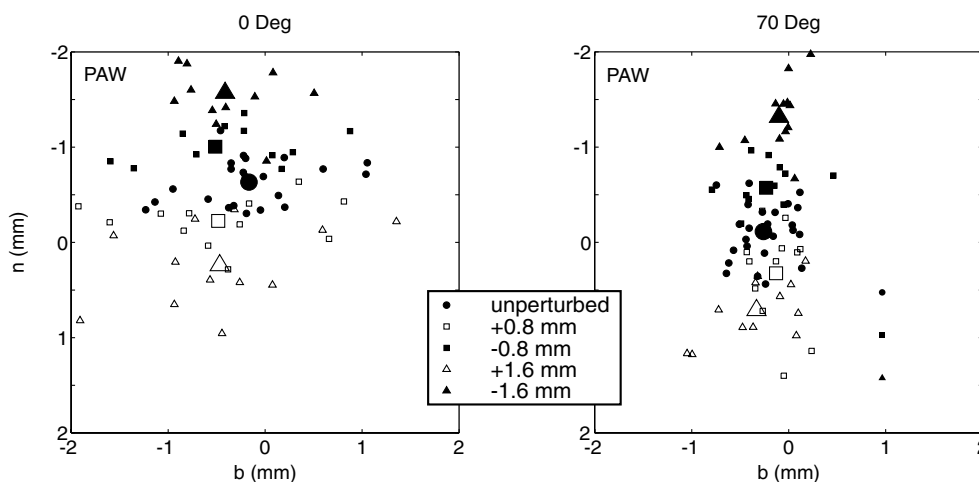 0 Deg
70 Deg
-2
-1
0
1
2
n (mm)
PAW
-2
-1
0
1
2
b (mm)
-2
-1
0
1
2
PAW
-2
-1
0
1
2
b (mm)
unperturbed
+0.8 mm
-0.8 mm
+1.6 mm
-1.6 mm